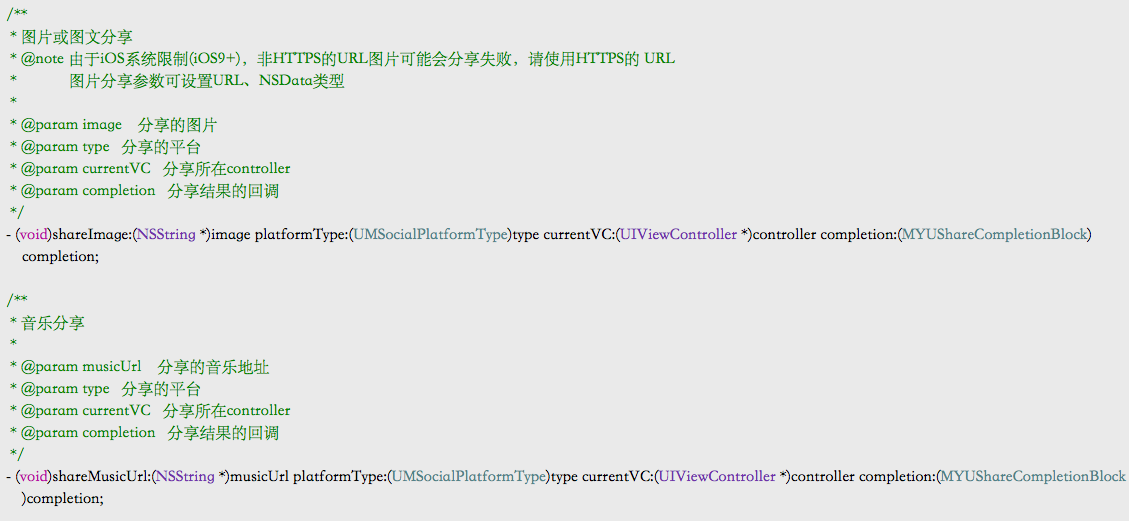 /**
 * 图片或图文分享
 * @note 由于iOS系统限制(iOS9+)，非HTTPS的URL图片可能会分享失败，请使用HTTPS的 URL
 *       图片分享参数可设置URL、NSData类型
 *
 * @param image   分享的图片
 * @param type   分享的平台
 * @param currentVC   分享所在controller
 * @param completion   分享结果的回调
 */
- (void)shareImage:(NSString *)image platformType:(UMSocialPlatformType)type currentVC:(UIViewController *)controller completion:(MYUShareCompletionBlock)
completion;
/**
 * 音乐分享
 *
 * @param musicUrl   分享的音乐地址
 * @param type   分享的平台
 * @param currentVC   分享所在controller
 * @param completion   分享结果的回调
 */
- (void)shareMusicUrl:(NSString *)musicUrl platformType:(UMSocialPlatformType)type currentVC:(UIViewController *)controller completion:(MYUShareCompletionBlock
)completion;